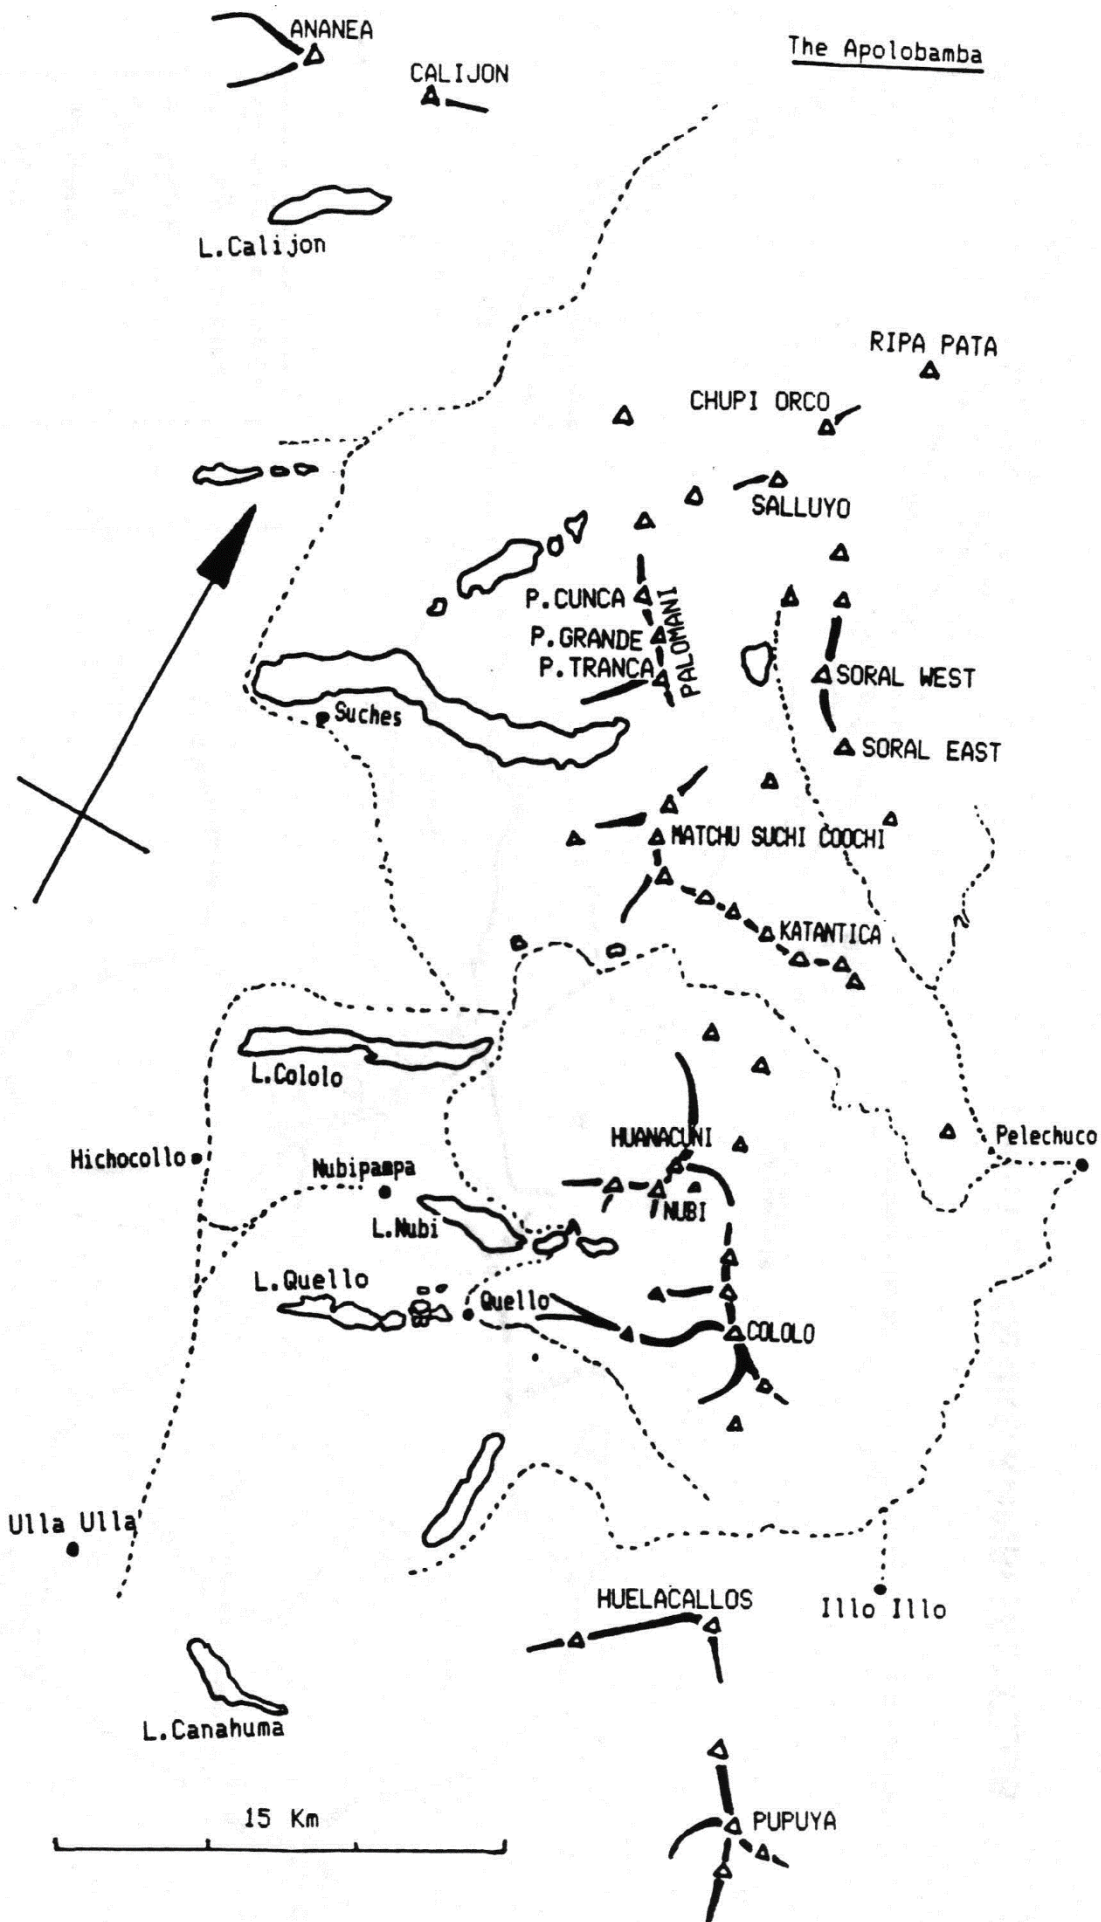 ANANEA
The Apolobamba
CALIJON
L.Calijon
RIPA PATA
CHUPI ORCO
SALLUYO
P.CUNCA
PALOMANI
P.GRANDE
P.TRANCA
SORAL WEST
Suches
SORAL EAST
MATCHU SUCHI COOCHI
KATANTICA
L.Cololo
HUANACUNI
Pelechuco
Hichocollo
Nubipampa
NUBI
L.Nubi
L.Quello
Quello
COLOLO
Ulla Ulla
HUELACALLOS
Illo Illo
L.Canahuma
15 Km
PUPUYA